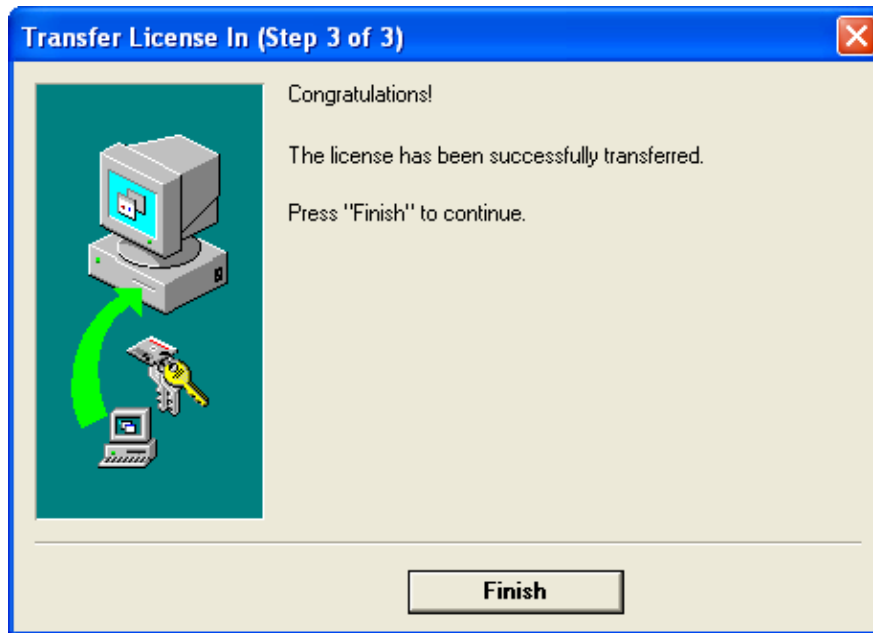 Transfer License In (Step 3 of 3)
Congratulations!
The license has been successfully transferred.
Press "Finish" to continue.
Finish